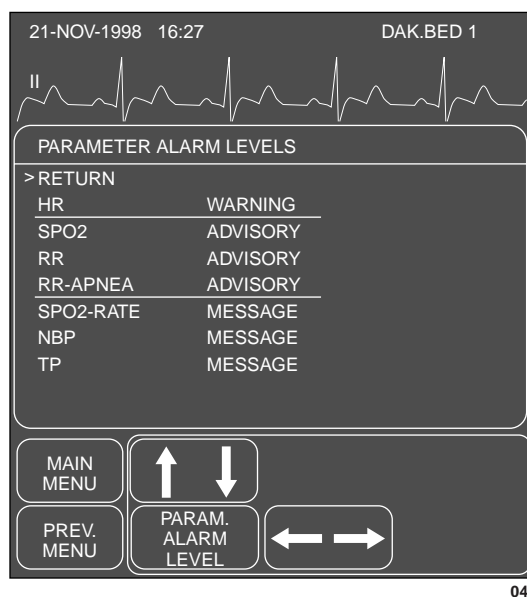 21-NOV-1998 16:27 DAK.BED 1
II
PARAMETER ALARM LEVELS
>RETURN
HR WARNING
SPO2 ADVISORY
RR ADVISORY
RR-APNEA ADVISORY
SPO2-RATE MESSAGE
NBP MESSAGE
TP MESSAGE
MAIN
MENU
PREV.
MENU
PARAM.
ALARM
LEVEL
04